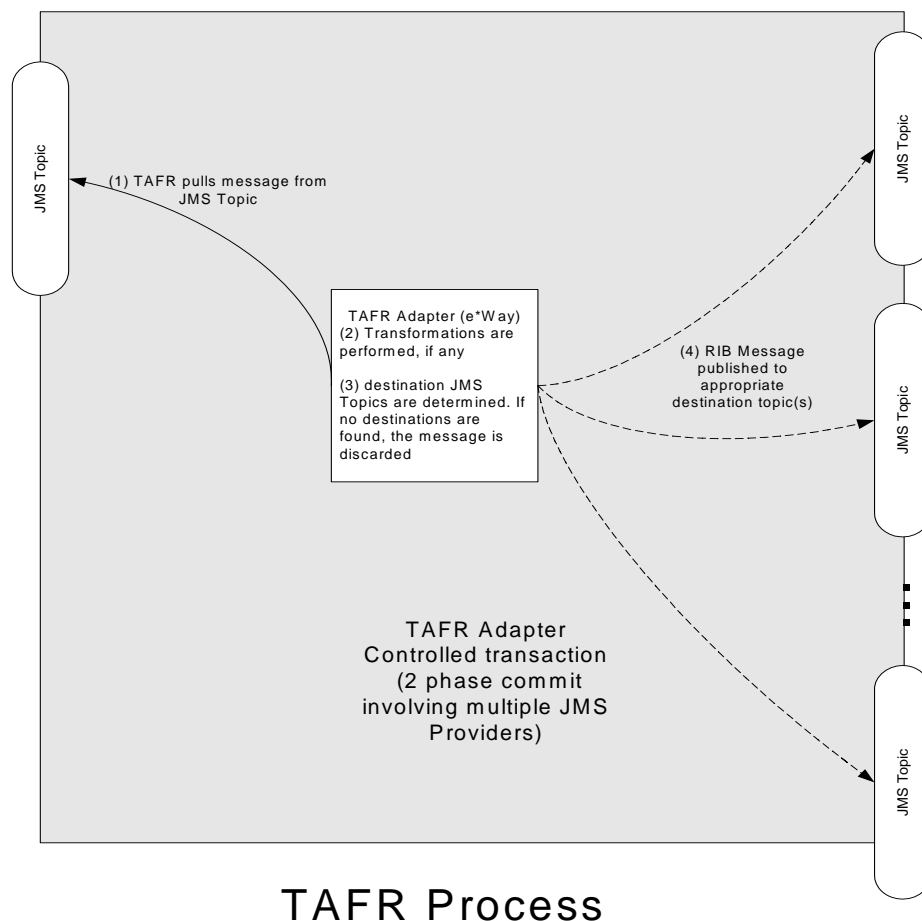 JMS Topic
JMS Topic
(1) TAFR pulls message from
JMS Topic
TAFR Adapter (e*Way)
(2) Transformations are
performed, if any
(3) destination JMS
Topics are determined. If
no destinations are
found, the message is
discarded
(4) RIB Message
published to
appropriate
destination topic(s)
JMS Topic
TAFR Adapter
Controlled transaction
(2 phase commit
involving multiple JMS
Providers)
JMS Topic
TAFR Process